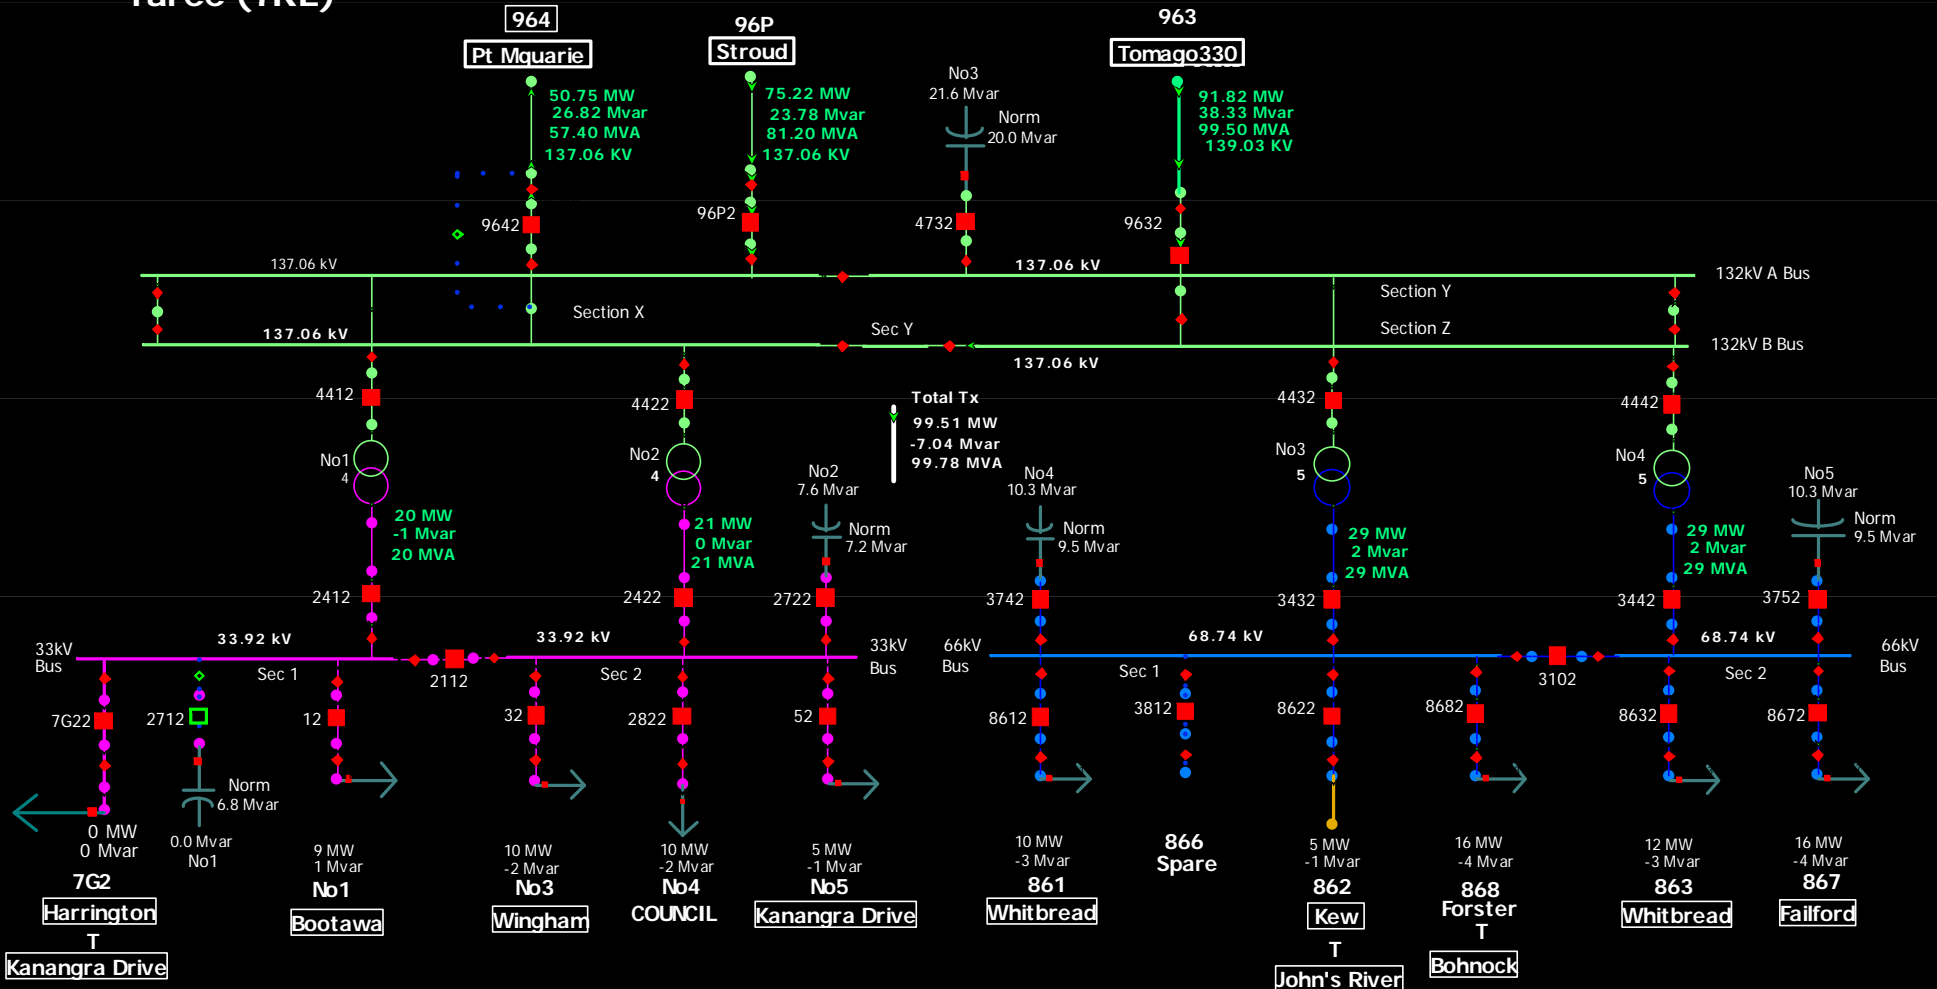 Taree (TRE)
964
Pt Mquarie
50.75 MW
26.82 Mvar
57.40 MVA
137.06 KV
9642
96P
Stroud
75.22 MW
23.78 Mvar
81.20 MVA
137.06 KV
96P2
No3
21.6 Mvar
Norm
20.0 Mvar
4732
963
Tomago330
91.82 MW
38.33 Mvar
99.50 MVA
139.03 KV
9632
137.06 kV
137.06 kV
132kV A Bus
Section X
Section Y
137.06 kV
Sec Y
Section Z
137.06 kV
132kV B Bus
4412
No1
4
20 MW
-1 Mvar
20 MVA
2412
4422
No2
4
21 MW
0 Mvar
21 MVA
2422
Total Tx
99.51 MW
-7.04 Mvar
99.78 MVA
No2
7.6 Mvar
Norm
7.2 Mvar
2722
No4
10.3 Mvar
Norm
9.5 Mvar
3742
4432
No3
5
29 MW
2 Mvar
29 MVA
3432
4442
No4
5
29 MW
2 Mvar
29 MVA
3442
No5
10.3 Mvar
Norm
9.5 Mvar
3752
33kV
Bus
33.92 kV
Sec 1
2112
33.92 kV
Sec 2
33kV
Bus
66kV
Bus
68.74 kV
Sec 1
3102
68.74 kV
Sec 2
66kV
Bus
7G22
2712
12
32
2822
52
8612
3812
8622
8682
8632
8672
0 MW
0 Mvar
7G2
Harrington
T
Kanangra Drive
Norm
6.8 Mvar
0.0 Mvar
No1
9 MW
1 Mvar
No1
Bootawa
10 MW
-2 Mvar
No3
Wingham
10 MW
-2 Mvar
No4
COUNCIL
5 MW
-1 Mvar
No5
Kanangra Drive
10 MW
-3 Mvar
861
Whitbread
866
Spare
5 MW
-1 Mvar
862
Kew
T
John's River
16 MW
-4 Mvar
868
Forster
T
Bohnock
12 MW
-3 Mvar
863
Whitbread
16 MW
-4 Mvar
867
Failford